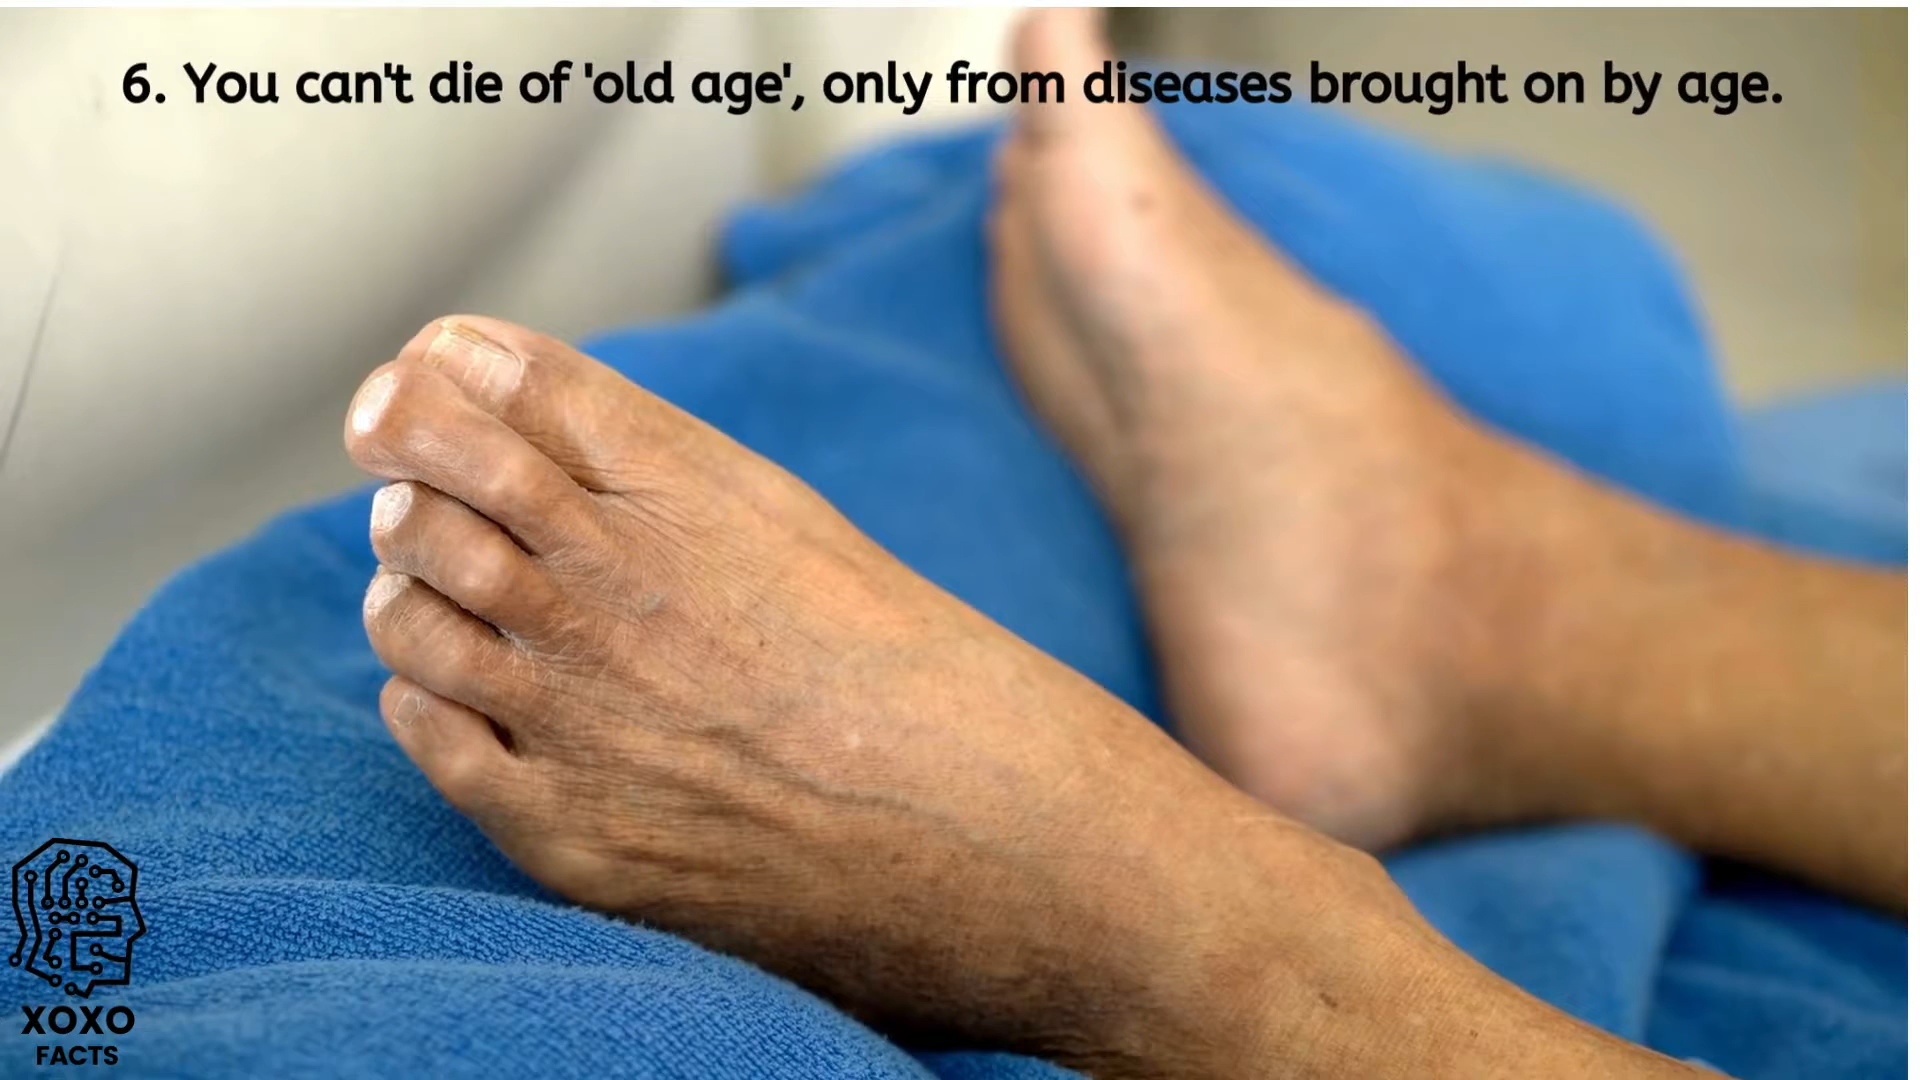 6. You can't die of 'old age', only from diseases brought on by age.
XOXO
FACTS